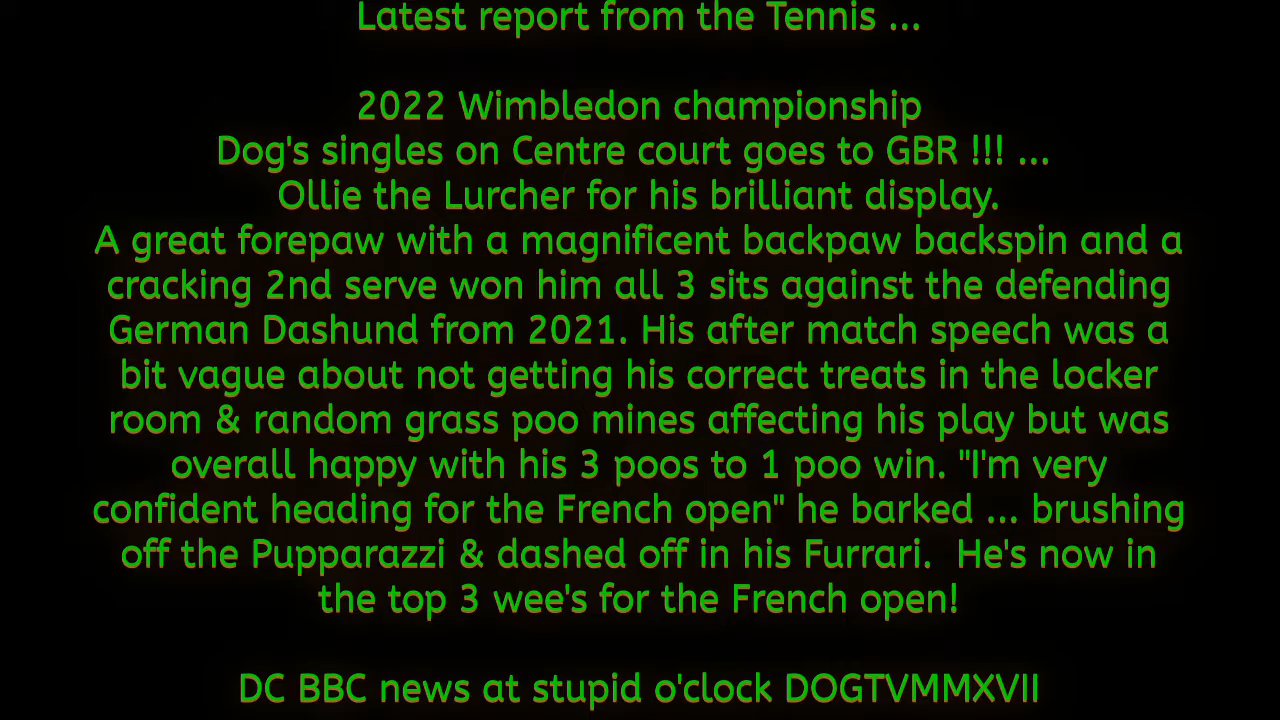 Latest report from the Tennis ...
2022 Wimbledon championship
Dog's singles on Centre court goes to GBR !!! ...
Ollie the Lurcher for his brilliant display.
A great forepaw with a magnificent backpaw backspin and a
cracking 2nd serve won him all 3 sits against the defending
German Dashund from 2021. His after match speech was a
bit vague about not getting his correct treats in the locker
room & random grass poo mines affecting his play but was
overall happy with his 3 poos to 1 poo win. "I'm very
confident heading for the French open" he barked ... brushing
off the Pupparazzi & dashed off in his Furrari.  He's now in
the top 3 wee's for the French open!
DC BBC news at stupid o'clock DOGTVMMXVII